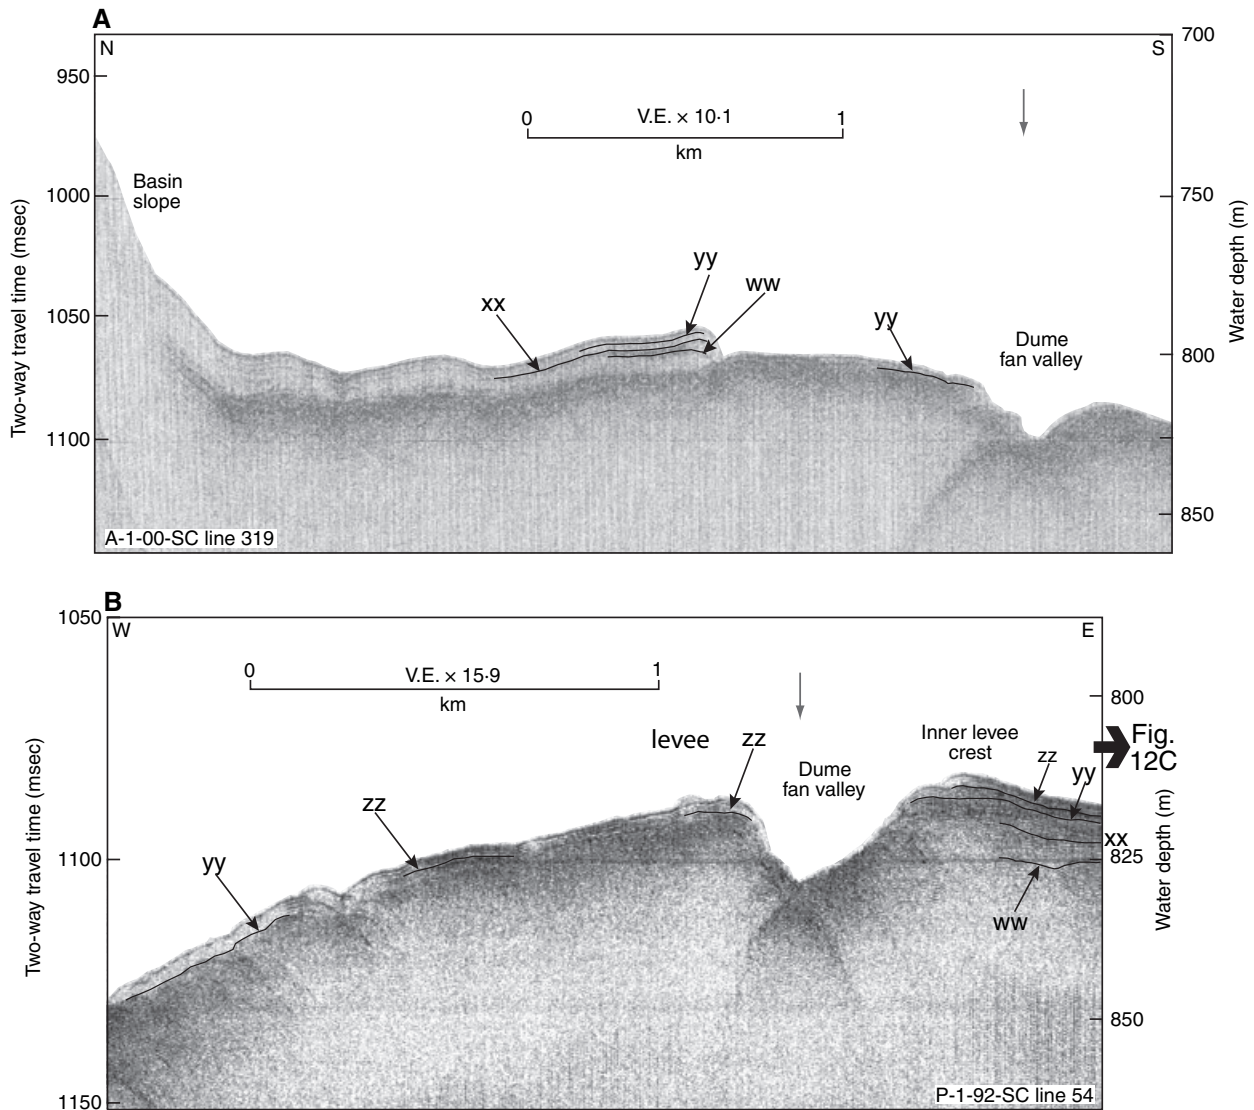 A
N
S
700
950
0
V.E. × 10·1
1
km
Basin
slope
1000
750
Two-way travel time (msec)
Water depth (m)
yy
ww
xx
yy
1050
Dume
fan valley
800
1100
850
A-1-00-SC line 319
B
1050
W
E
0
V.E. × 15·9
1
km
800
levee
zz
Dume
fan valley
Inner levee
crest
zz
yy
Fig.
12C
Two-way travel time (msec)
Water depth (m)
zz
yy
xx
1100
825
ww
850
P-1-92-SC line 54
1150